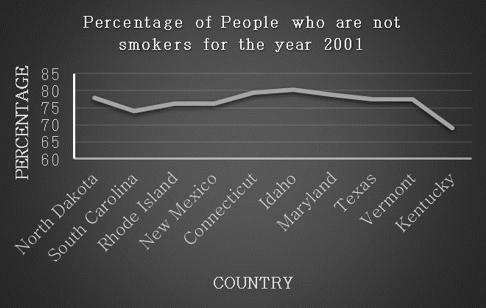 Percentage of People who are not
smokers for the year 2001
PERCENTAGE
85
80
75
70
65
60
North Dakota
South Carolina
Rhode Island
New Mexico
Connecticut
Idaho
Maryland
Texas
Vermont
Kentucky
COUNTRY